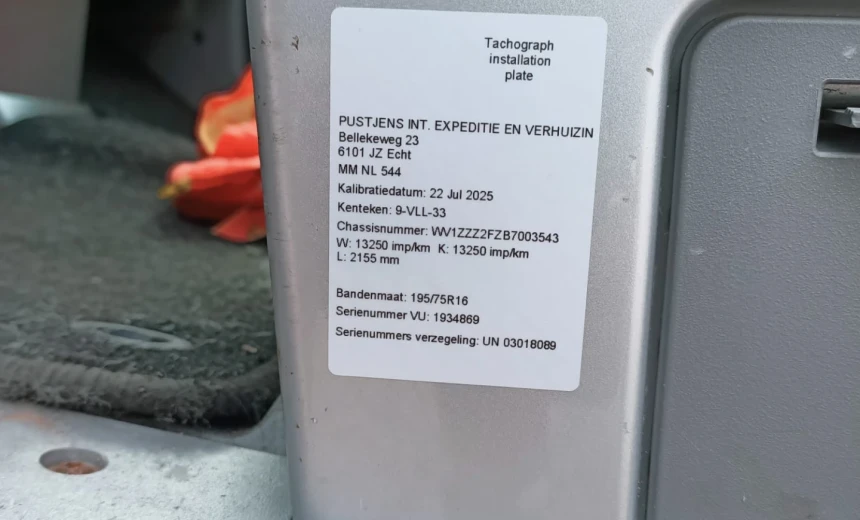 Tachograph
installation
plate
PUSTJENS INT. EXPEDITIE EN VERHUIZIN
Bellekeweg 23
6101 JZ Echt
MM NL 544
Kalibratiedatum: 22 Jul 2025
Kenteken: 9-VLL-33
Chassisnummer: WV1ZZZ2FZB7003543
W: 13250 imp/km K: 13250 imp/km
L: 2155 mm
Bandenmaat: 195/75R16
Serienummer VU: 1934869
Serienummers verzegeling: UN 03018089